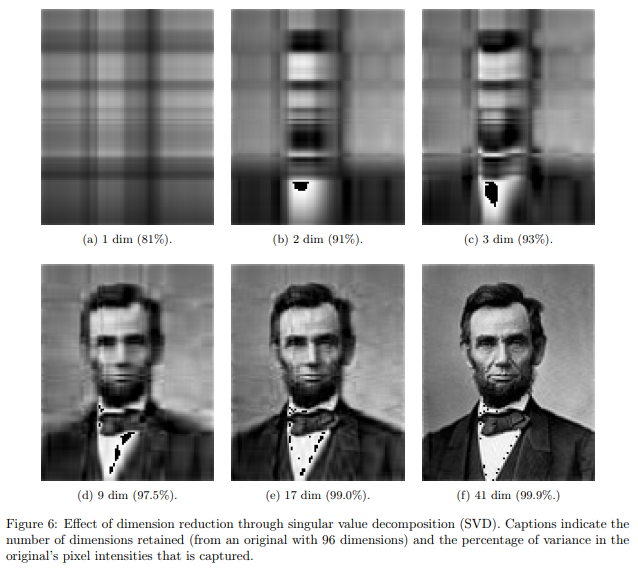 (a) 1 dim (81%).
(b) 2 dim (91%).
(c) 3 dim (93%).
(d) 9 dim (97.5%).
(e) 17 dim (99.0%).
(f) 41 dim (99.9%.)
Figure 6: Effect of dimension reduction through singular value decomposition (SVD). Captions indicate the
number of dimensions retained (from an original with 96 dimensions) and the percentage of variance in the
original's pixel intensities that is captured.